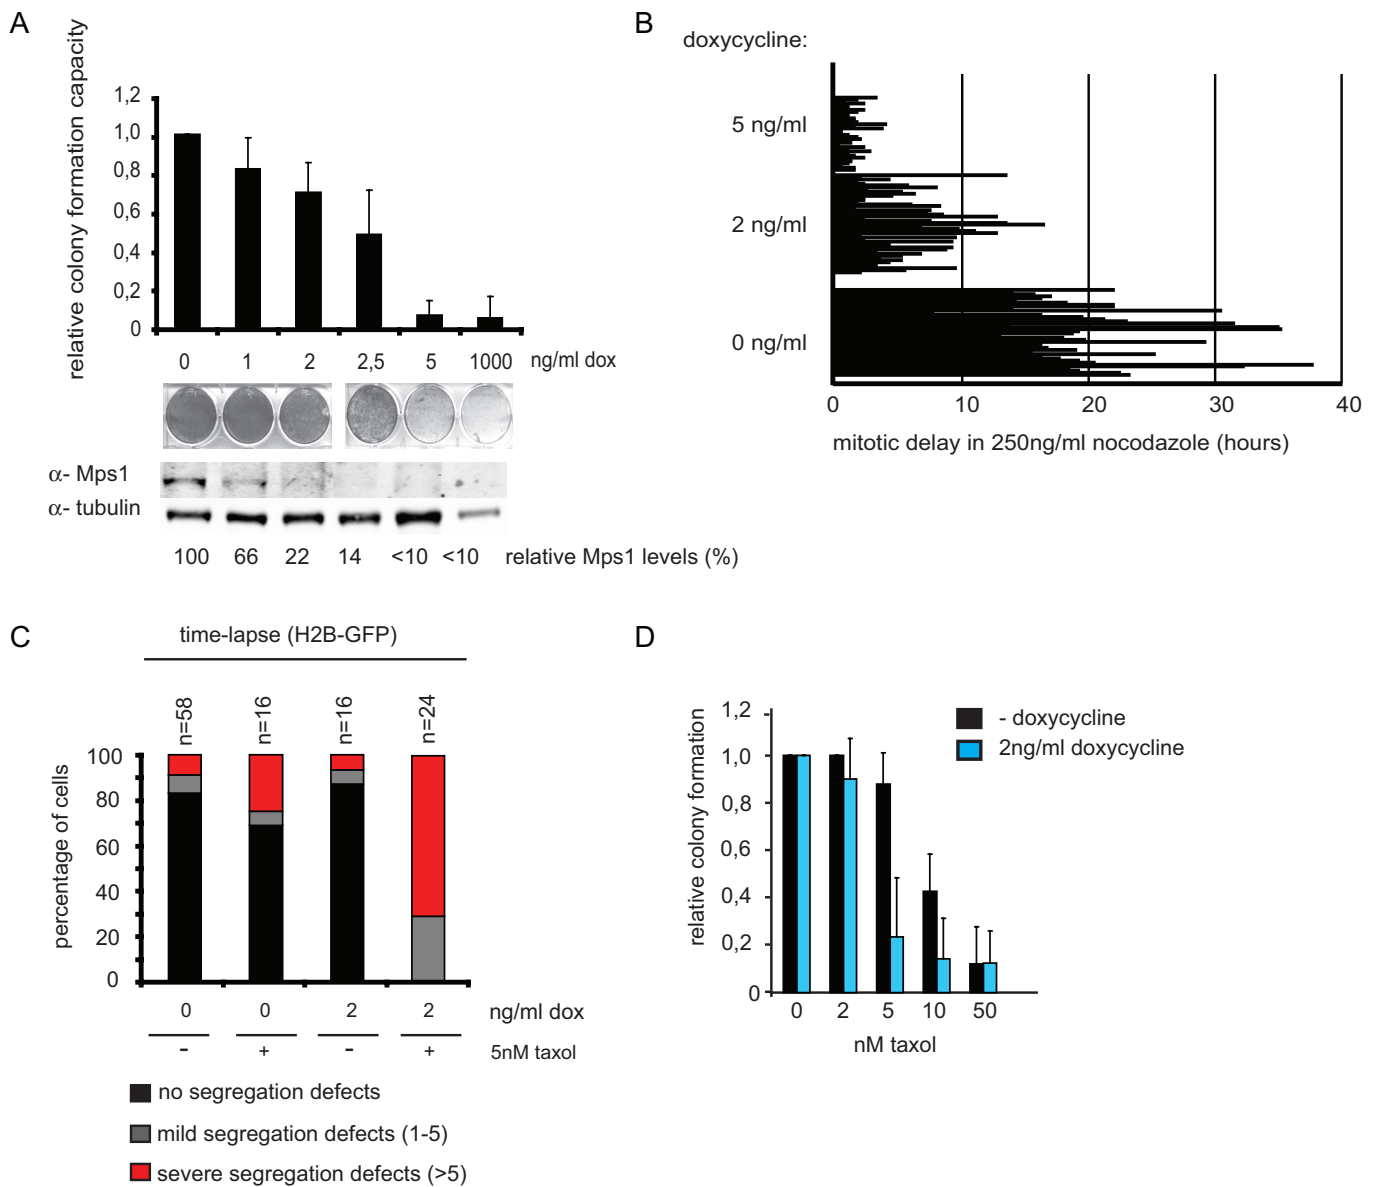 A
relative colony formation capacity
1,2
1,0
0,8
0,6
0,4
0,2
0
0 1 2 2,5 5 1000 ng/ml dox
α- Mps1
α- tubulin
100 66 22 14 <10 <10 relative Mps1 levels (%)
B
doxycycline:
5 ng/ml
2 ng/ml
0 ng/ml
0 10 20 30 40
mitotic delay in 250ng/ml nocodazole (hours)
C
time-lapse (H2B-GFP)
n=58 n=16 n=16 n=24
percentage of cells
100
80
60
40
20
0
0 0 2 2 ng/ml dox
- + - + 5nM taxol
no segregation defects
mild segregation defects (1-5)
severe segregation defects (>5)
D
relative colony formation
1,2
1,0
0,8
0,6
0,4
0,2
0
- doxycycline
2ng/ml doxycycline
0 2 5 10 50
nM taxol